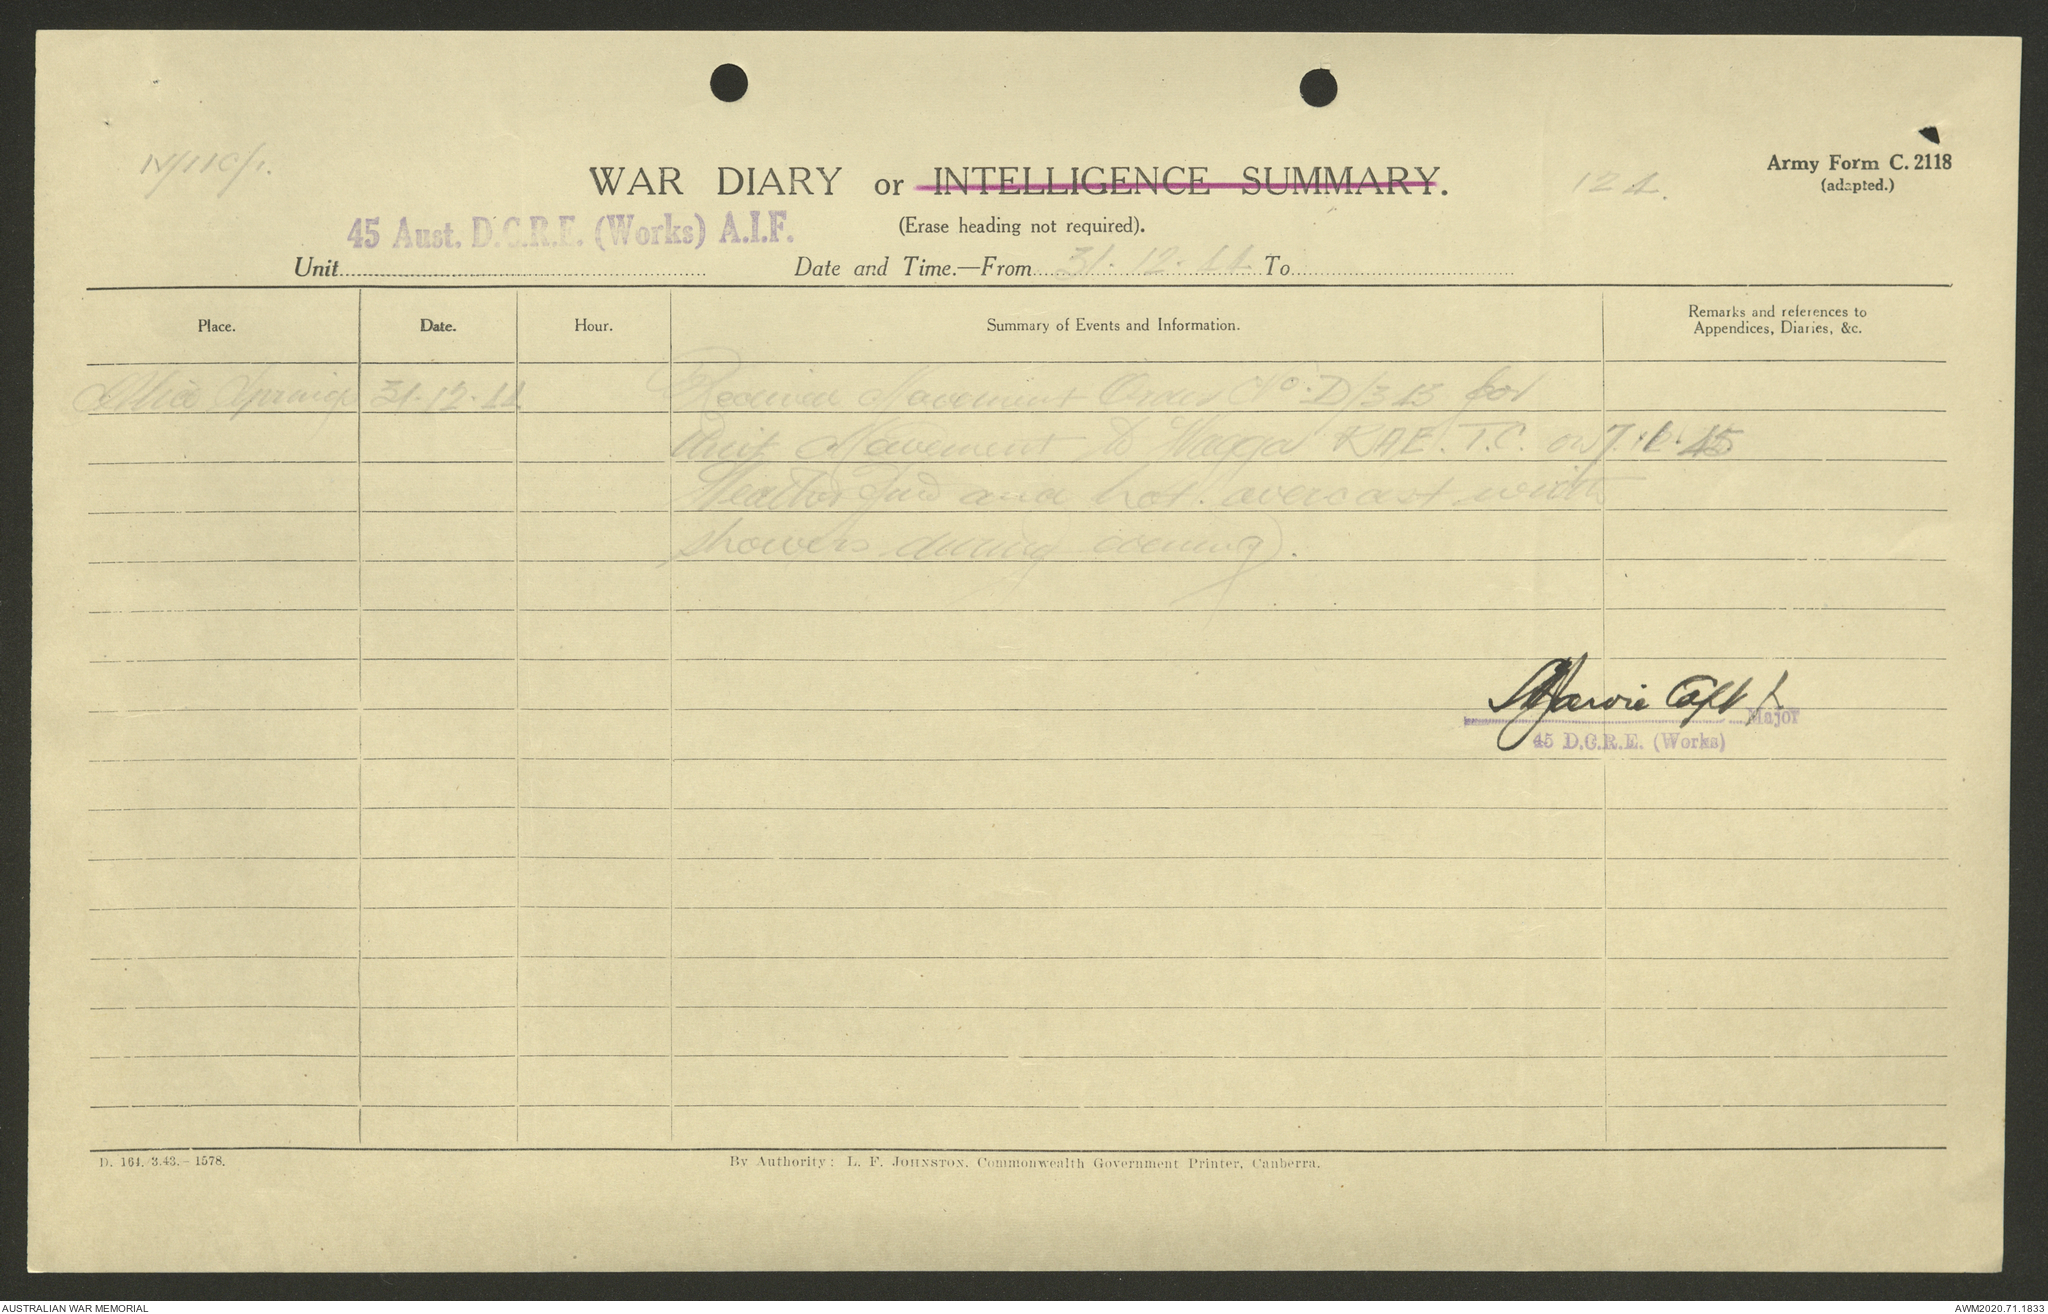 N/11C/1.
WAR DIARY or INTELLIGENCE SUMMARY.
Army Form C. 2118
(adapted.)
12 A.
45 Aust. D.C.R.E. (Works) A.I.F.
(Erase heading not required).
Unit Date and Time.—From 31.12.44 To
Place. Date. Hour. Summary of Events and Information. Remarks and references to
Appendices, Diaries, &c.
Alice Springs 31-12-44 Received Movement Order No. D/343 for
Unit Movement to Wagga RAE. T.C. on 7.1.45
Weather fine and hot. overcast with
showers during evening.
Jarvie Capt
Major
45 D.C.R.E. (Works)
D. 164. 3.43.—1578.
By Authority: L. F. JOHNSTON, Commonwealth Government Printer, Canberra.
AUSTRALIAN WAR MEMORIAL
AWM2020.71.1833